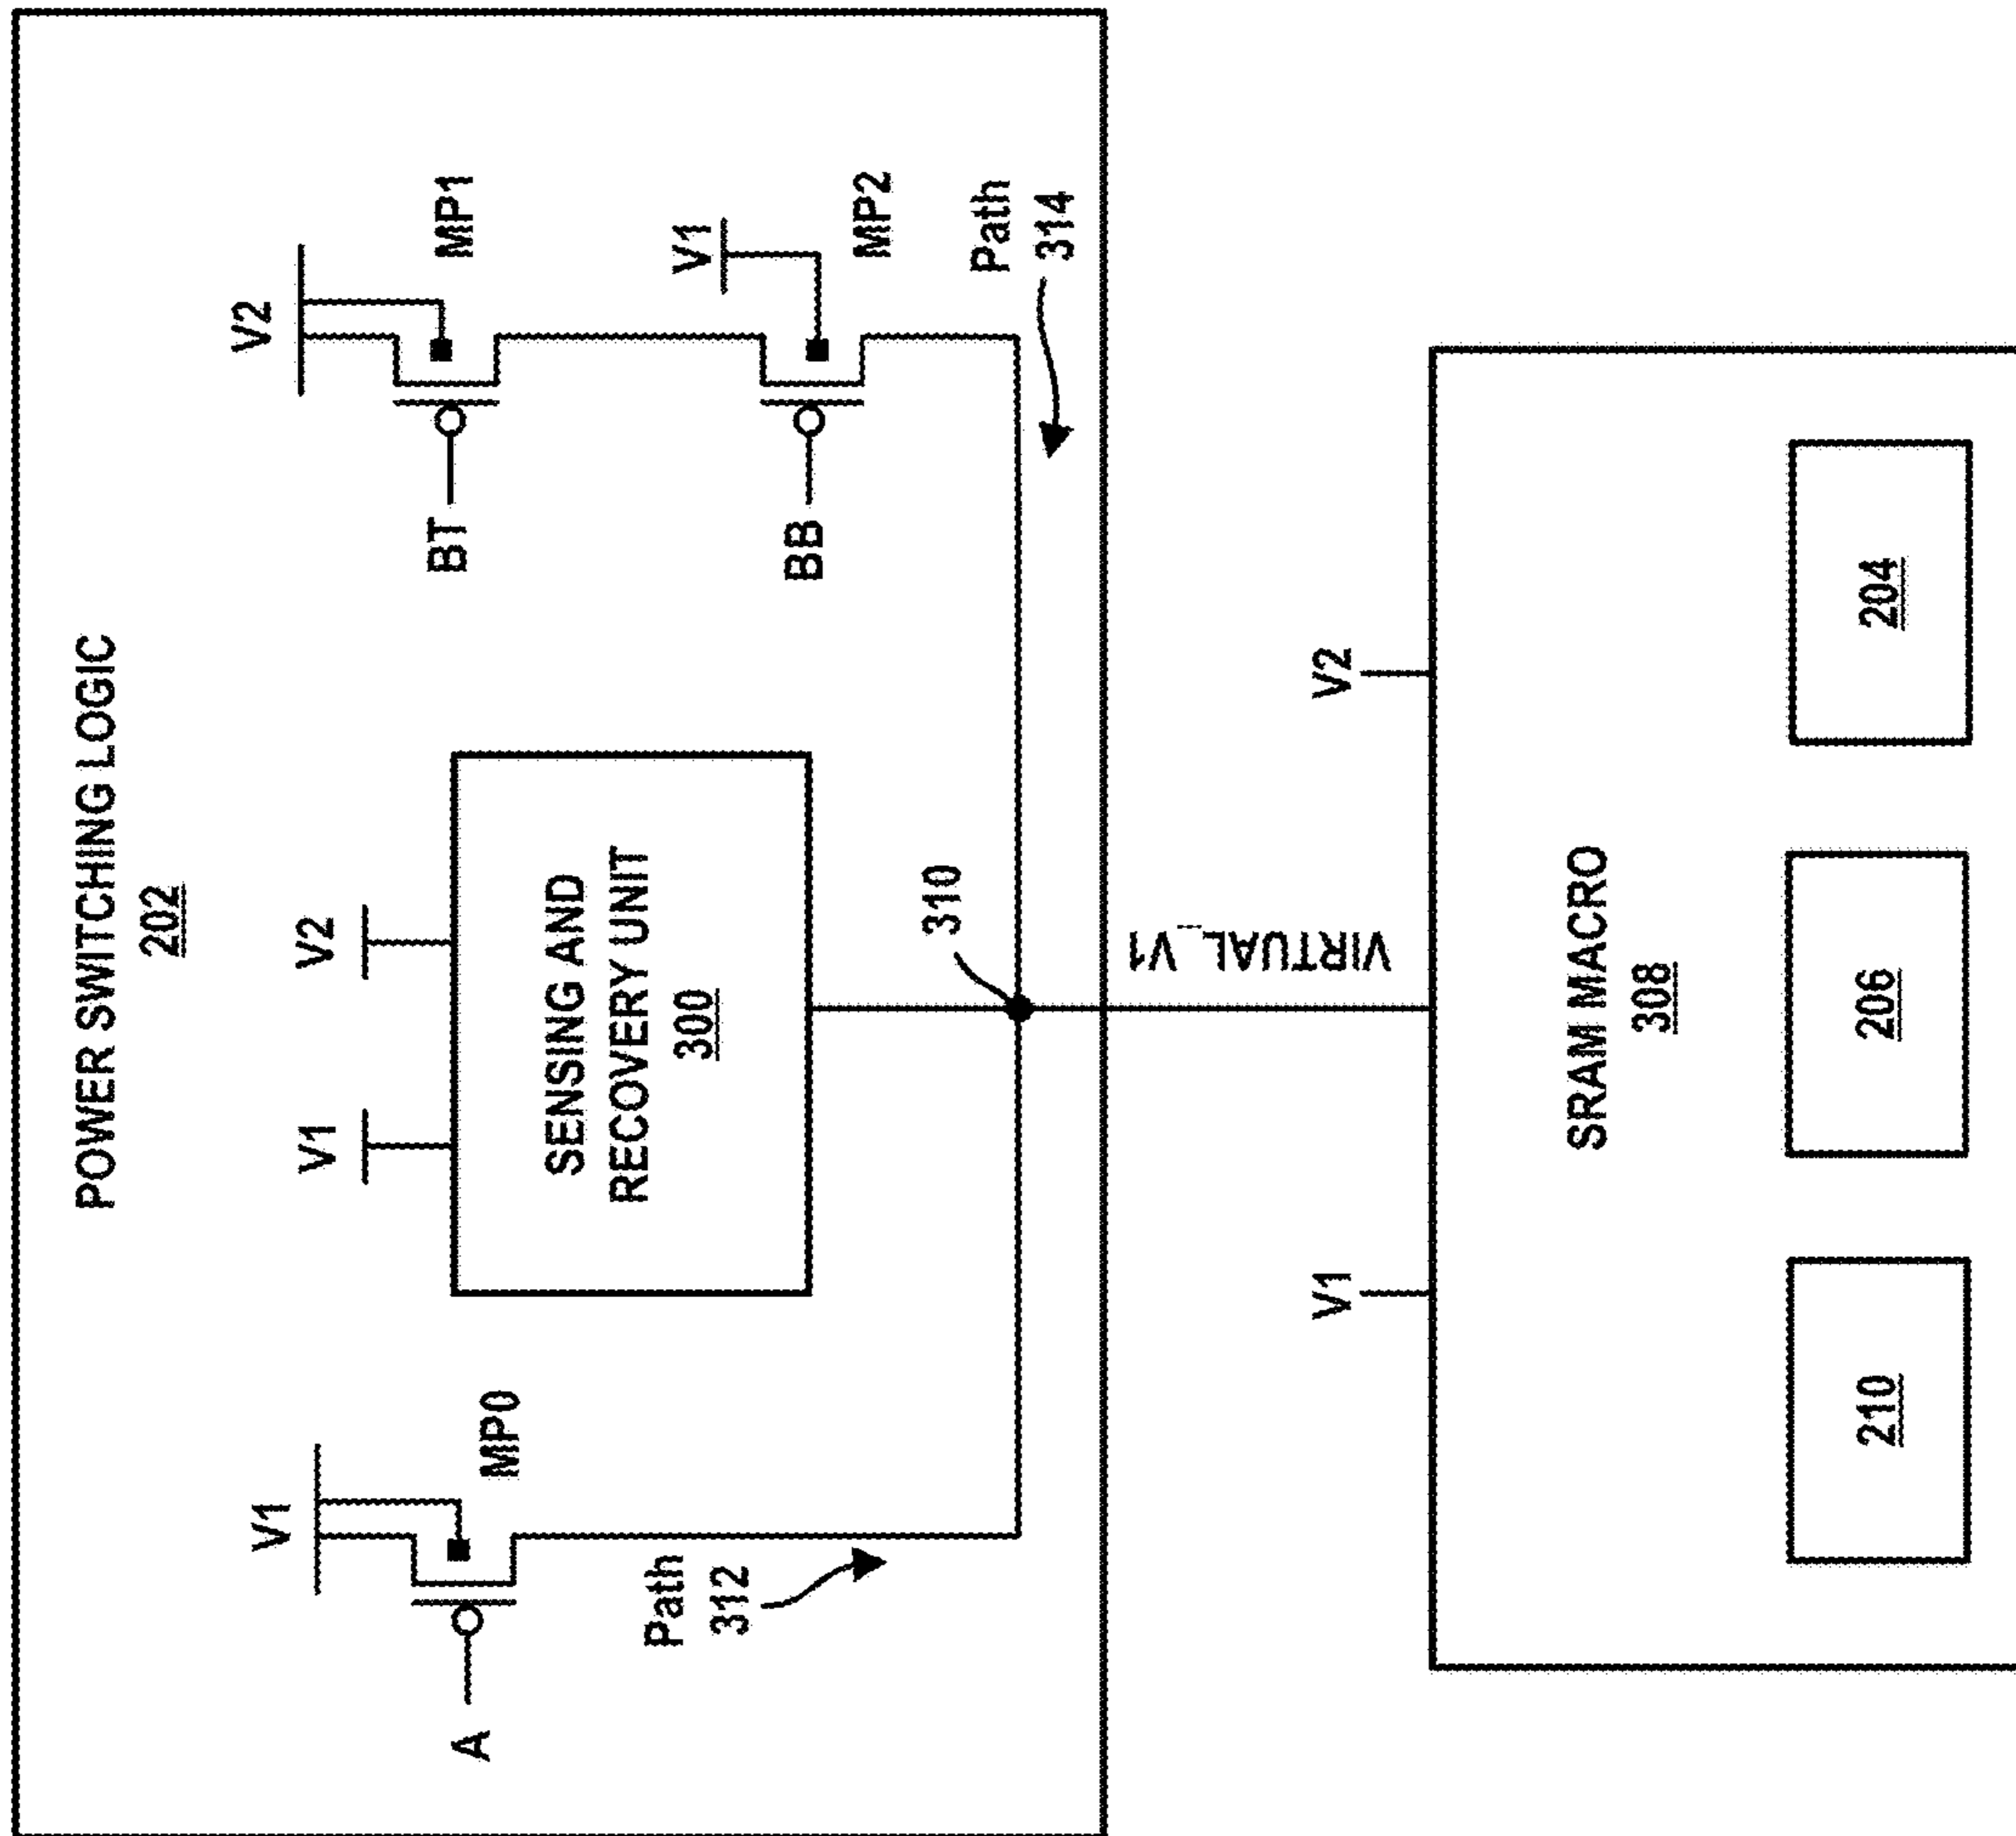 POWER SWITCHING LOGIC
202
V1
MP0
A
Path
312
V1
V2
SENSING AND
RECOVERY UNIT
300
V2
MP1
BT
V1
MP2
BB
Path
314
310
VIRTUAL_V1
V1
V2
SRAM MACRO
308
210
206
204